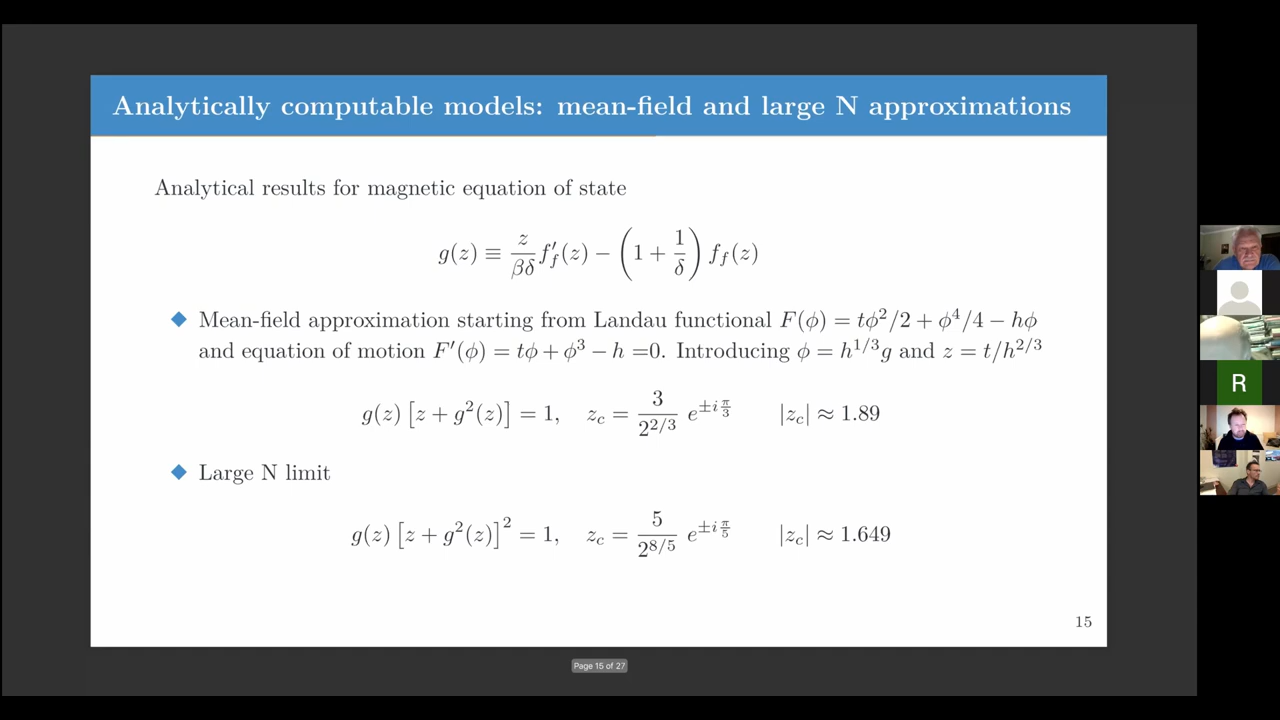 Analytically computable models: mean-field and large N approximations
Analytical results for magnetic equation of state
g(z) ≡ z/βδ f′_f(z) − (1 + 1/δ) f_f(z)
◆ Mean-field approximation starting from Landau functional F(ϕ) = tϕ²/2 + ϕ⁴/4 − hϕ
and equation of motion F′(ϕ) = tϕ + ϕ³ − h =0. Introducing ϕ = h^{1/3}g and z = t/h^{2/3}
g(z) [z + g²(z)] = 1, z_c = 3/2^{2/3} e^{±iπ/3} |z_c| ≈ 1.89
◆ Large N limit
g(z) [z + g²(z)]² = 1, z_c = 5/2^{8/5} e^{±iπ/5} |z_c| ≈ 1.649
15
Page 15 of 27
R